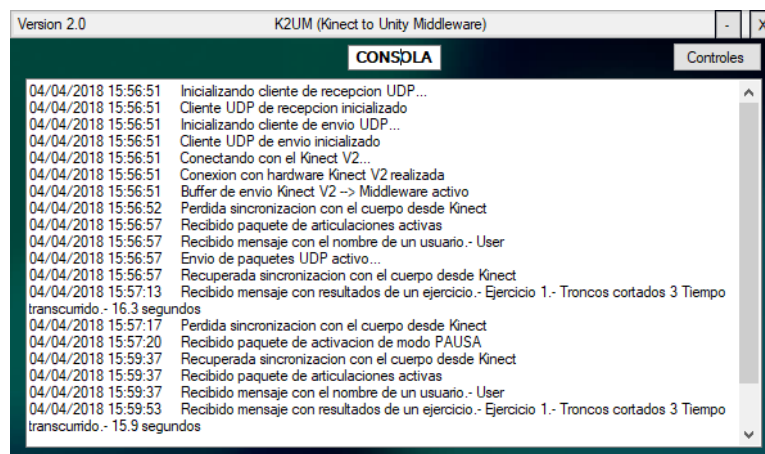 Version 2.0 K2UM (Kinect to Unity Middleware) - X
CONSOLA Controles
04/04/2018 15:56:51 Inicializando cliente de recepcion UDP...
04/04/2018 15:56:51 Cliente UDP de recepcion inicializado
04/04/2018 15:56:51 Inicializando cliente de envio UDP...
04/04/2018 15:56:51 Cliente UDP de envio inicializado
04/04/2018 15:56:51 Conectando con el Kinect V2...
04/04/2018 15:56:51 Conexion con hardware Kinect V2 realizada
04/04/2018 15:56:51 Buffer de envio Kinect V2 --> Middleware activo
04/04/2018 15:56:52 Perdida sincronizacion con el cuerpo desde Kinect
04/04/2018 15:56:57 Recibido paquete de articulaciones activas
04/04/2018 15:56:57 Recibido mensaje con el nombre de un usuario.- User
04/04/2018 15:56:57 Envio de paquetes UDP activo...
04/04/2018 15:56:57 Recuperada sincronizacion con el cuerpo desde Kinect
04/04/2018 15:57:13 Recibido mensaje con resultados de un ejercicio.- Ejercicio 1.- Troncos cortados 3 Tiempo
transcurrido.- 16.3 segundos
04/04/2018 15:57:17 Perdida sincronizacion con el cuerpo desde Kinect
04/04/2018 15:57:20 Recibido paquete de activacion de modo PAUSA
04/04/2018 15:59:37 Recuperada sincronizacion con el cuerpo desde Kinect
04/04/2018 15:59:37 Recibido paquete de articulaciones activas
04/04/2018 15:59:37 Recibido mensaje con el nombre de un usuario.- User
04/04/2018 15:59:53 Recibido mensaje con resultados de un ejercicio.- Ejercicio 1.- Troncos cortados 3 Tiempo
transcurrido.- 15.9 segundos